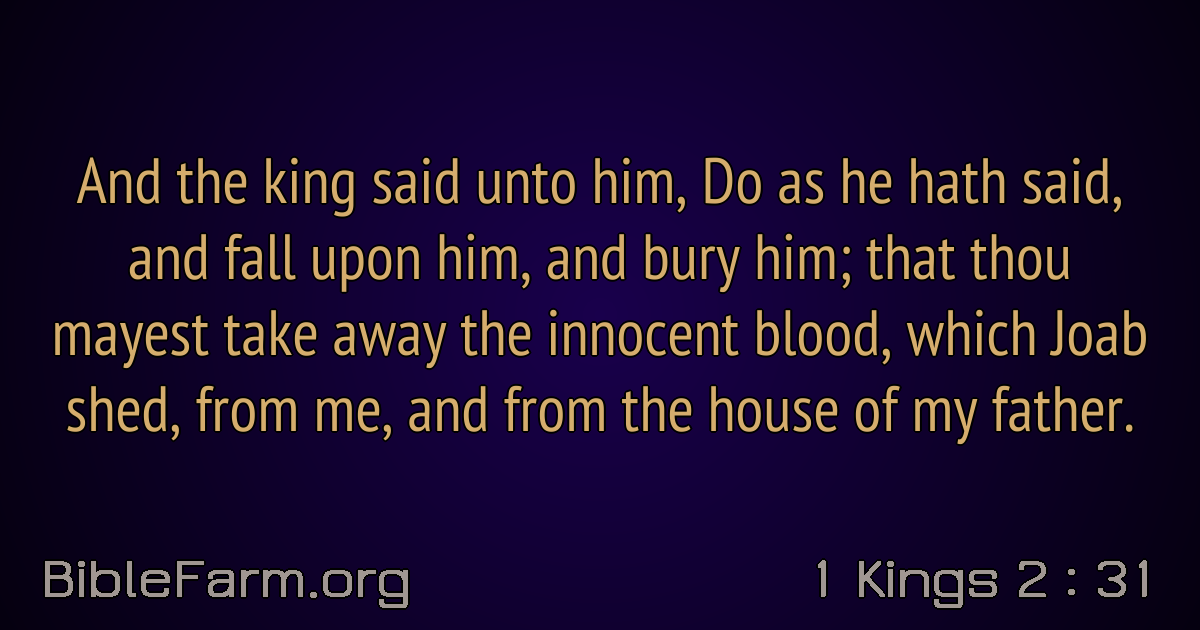 And the king said unto him, Do as he hath said,
and fall upon him, and bury him; that thou
mayest take away the innocent blood, which Joab
shed, from me, and from the house of my father.
BibleFarm.org
1 Kings 2 : 31